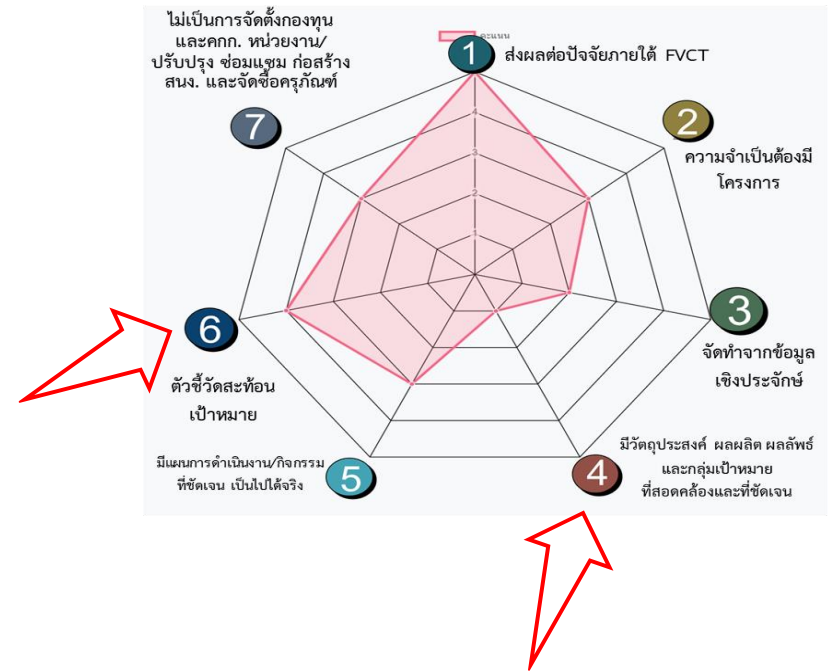 ไม่เป็นการจัดตั้งกองทุน
และคกก. หน่วยงาน/
ปรับปรุง ซ่อมแซม ก่อสร้าง
สนง. และจัดซื้อครุภัณฑ์
7
คะแนน
1
ส่งผลต่อปัจจัยภายใต้ FVCT
2
ความจำเป็นต้องมี
โครงการ
4
3
2
1
3
จัดทำจากข้อมูล
เชิงประจักษ์
6
ตัวชี้วัดสะท้อน
เป้าหมาย
5
มีแผนการดำเนินงาน/กิจกรรม
ที่ชัดเจน เป็นไปได้จริง
4
มีวัตถุประสงค์ ผลผลิต ผลลัพธ์
และกลุ่มเป้าหมาย
ที่สอดคล้องและที่ชัดเจน